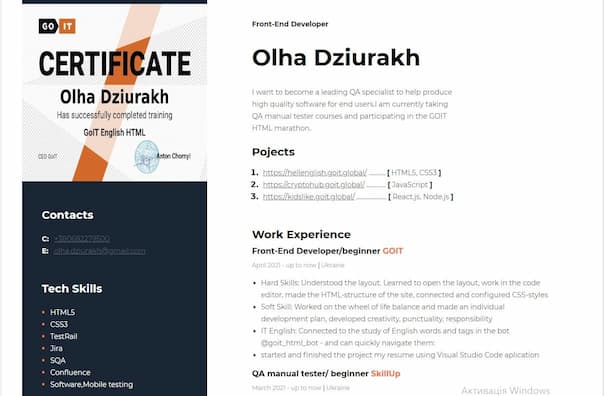 GO IT
CERTIFICATE
Olha Dziurakh
Has successfully completed training
GoIT English HTML
CEO GoIT
Anton Chornyi
Contacts
C: +380682279500
E: olha.dziurakh@gmail.com
Tech Skills
HTML5
CSS3
TestRail
Jira
SQA
Confluence
Software,Mobile testing
Front-End Developer
Olha Dziurakh
I want to become a leading QA specialist to help produce
high quality software for end users.I am currently taking
QA manual tester courses and participating in the GOIT
HTML marathon.
Pojects
1. https://hellenglish.goit.global/ ......... [ HTML5, CSS3 ]
2. https://cryptohub.goit.global/ .......... [ JavaScript ]
3. https://kidslike.goit.global/ ............... [ React.js, Node.js ]
Work Experience
Front-End Developer/beginner GOIT
April 2021 - up to now | Ukraine
Hard Skills: Understood the layout. Learned to open the layout, work in the code
editor, made the HTML-structure of the site, connected and configured CSS-styles
Soft Skill: Worked on the wheel of life balance and made an individual
development plan, developed creativity, punctuality, responsibility
IT English: Connected to the study of English words and tags in the bot
@goit_html_bot - and can quickly navigate them:
started and finished the project my resume using Visual Studio Code aplication
QA manual tester/ beginner SkillUp
March 2021 - up to now | Ukraine
Активація Windows